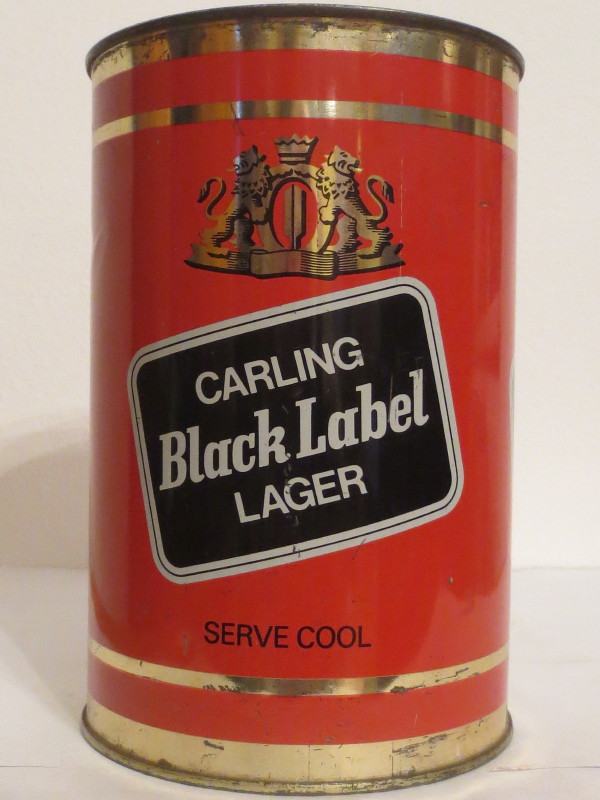 CARLING
Black Label
LAGER
SERVE COOL